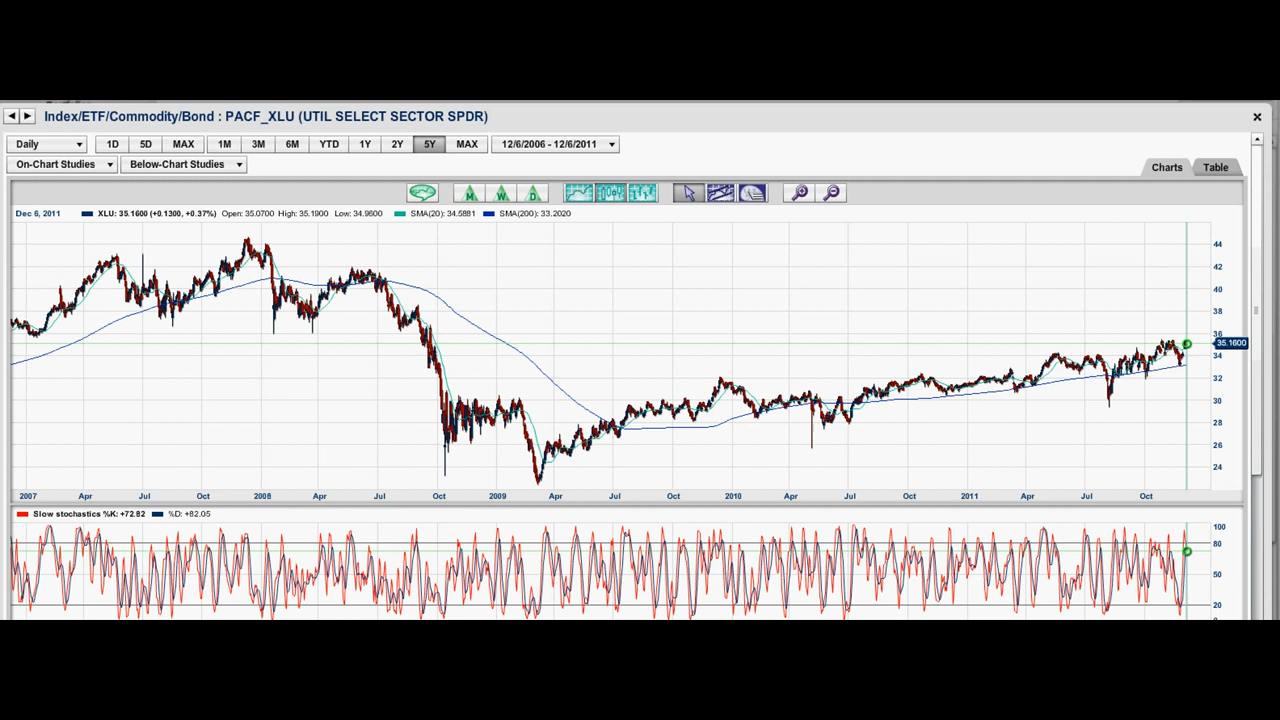 Index/ETF/Commodity/Bond : PACF_XLU (UTIL SELECT SECTOR SPDR)
Daily 1D 5D MAX 1M 3M 6M YTD 1Y 2Y 5Y MAX 12/6/2006 - 12/6/2011
On-Chart Studies Below-Chart Studies Charts Table
M W D
Dec 6, 2011 XLU: 35.1600 (+0.1300, +0.37%) Open: 35.0700 High: 35.1900 Low: 34.9600 SMA(20): 34.5881 SMA(200): 33.2020
44
42
40
38
36
35.1600
34
32
30
28
26
24
2007 Apr Jul Oct 2008 Apr Jul Oct 2009 Apr Jul Oct 2010 Apr Jul Oct 2011 Apr Jul Oct
Slow stochastics %K: +72.82 %D: +82.05
100
80
50
20